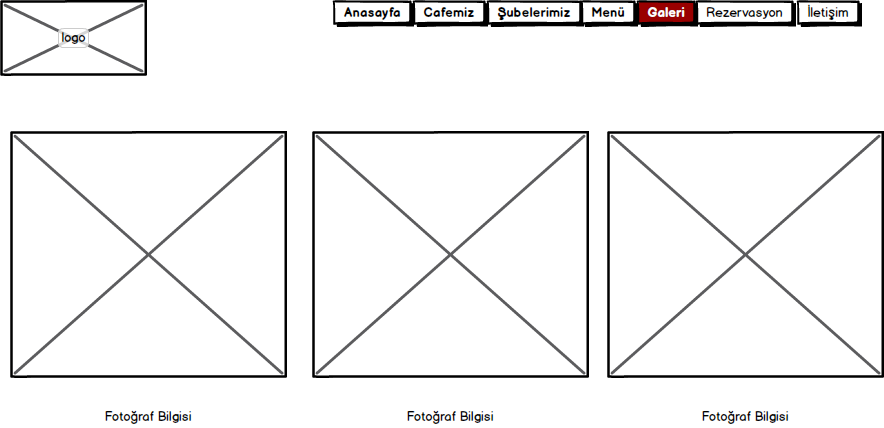 logo
Anasayfa Cafemiz Şubelerimiz Menü Galeri Rezervasyon İletişim
Fotoğraf Bilgisi Fotoğraf Bilgisi Fotoğraf Bilgisi